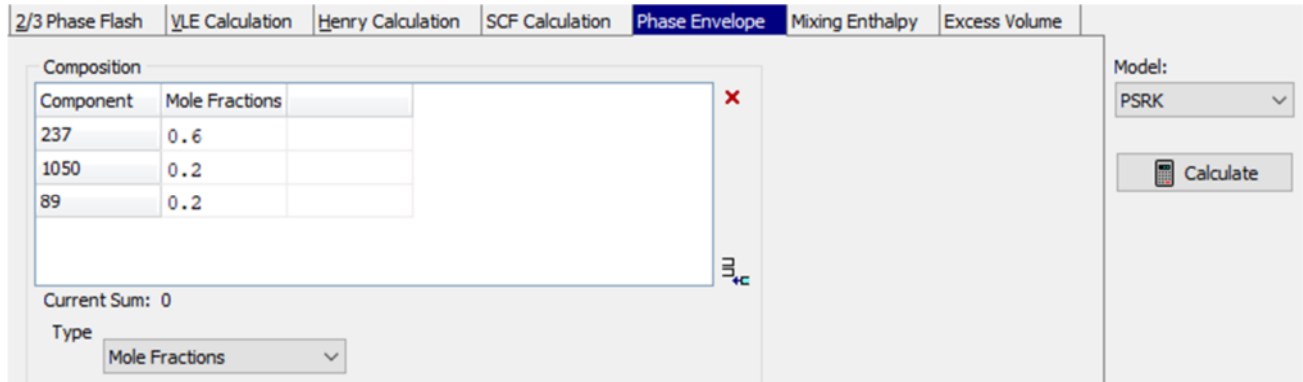 2/3 Phase Flash VLE Calculation Henry Calculation SCF Calculation Phase Envelope Mixing Enthalpy Excess Volume
Composition
Component Mole Fractions
237 0.6
1050 0.2
89 0.2
Current Sum: 0
Type
Mole Fractions
Model:
PSRK
Calculate